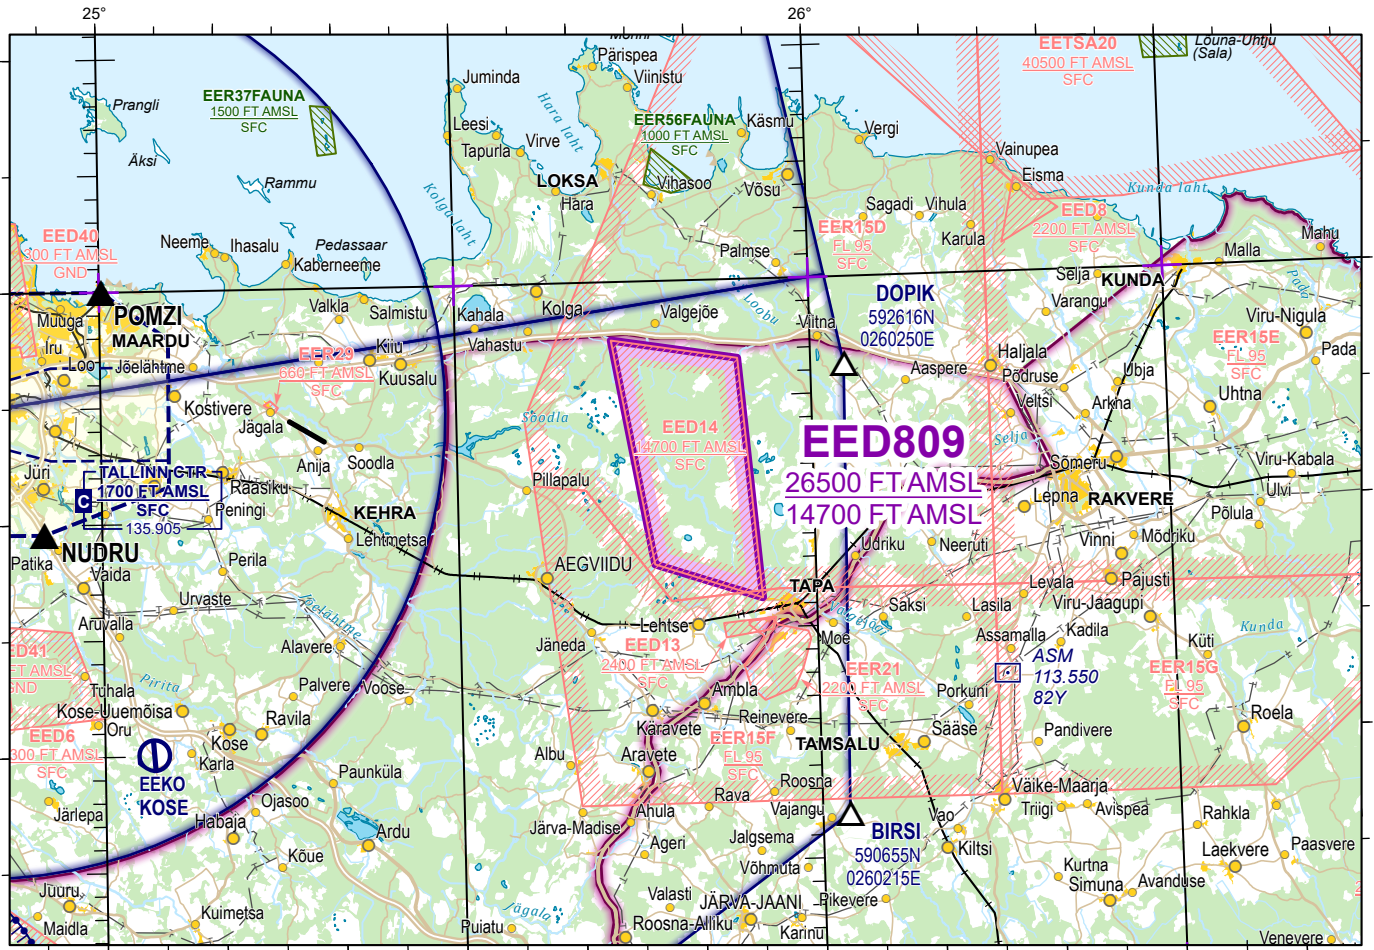 25°
26°
Mohni
Pärispea
Viinistu
Juminda
Hara laht
EETSA20
40500 FT AMSL
SFC
Louna-Uhtju
(Sala)
Prangli
Äksi
EER37FAUNA
1500 FT AMSL
SFC
Leesi
Tapurla
Virve
EER56FAUNA
1000 FT AMSL
SFC
Käsmu
Vergi
Vainupea
Eisma
Rammu
LOKSA
Hara
Vihasoo
Võsu
Kunda laht
Kolga laht
Sagadi
Vihula
EED8
2200 FT AMSL
SFC
EED40
300 FT AMSL
GND
Neeme
Ihasalu
Pedassaar
Kaberneeme
Palmse
EER15D
FL 95
SFC
Karula
Mahu
Malla
Selja
KUNDA
Pada
POMZI
MAARDU
Muuga
Iru
Loo
Jõelähtme
Valkla
Salmistu
Kahala
Kolga
Vahastu
Valgejõe
Loobu
Viitna
DOPIK
592616N
0260250E
Varangu
Viru-Nigula
EER15E
FL 95
SFC
Pada
EER29
660 FT AMSL
SFC
Kiiu
Kuusalu
Haljala
Aaspere
Põdruse
Ubja
Uhtna
Kostivere
Jägala
Veltsi
Arkna
Soodla
EED14
14700 FT AMSL
SFC
EED809
26500 FT AMSL
14700 FT AMSL
Selja
Anija
Soodla
Jüri
TALLINN CTR
C
1700 FT AMSL
SFC
135.905
Raasiku
Peningi
Pillapalu
Sõmeru
Viru-Kabala
Lepna
RAKVERE
Ulvi
Põlula
KEHRA
Lehtmetsa
NUDRU
Patika
Vaida
Perila
AEGVIIDU
Udriku
Neeruti
Vinni
Mõdriku
Urvaste
TAPA
Levala
Pajusti
Viru-Jaagupi
Aruvalla
Jõelähtme
Lehtse
Valgejõgi
Saksi
Lasila
Moe
Assamalla
Kadila
Kunda
Küti
EED41
FT AMSL
GND
Alavere
Jäneda
EED13
2400 FT AMSL
SFC
ASM
113.550
82Y
EER15G
FL 95
SFC
Tuhala
Pirita
Palvere
Voose
EER21
2200 FT AMSL
SFC
Porkuni
Ambla
Kose-Uuemõisa
Oru
Ravila
Reinevere
Karavete
Roela
EED6
300 FT AMSL
SFC
Kose
Karla
EER15F
FL 95
SFC
TAMSALU
Sääse
Pandivere
Albu
Aravete
EEKO
KOSE
Paunküla
Roosna
Rava
Väike-Maarja
Järlepa
Ojasoo
Habaja
Ahula
Järva-Madise
Vajangu
Triigi
Avispea
Rahkla
Ardu
Vao
BIRSI
590655N
0260215E
Jalgsema
Ageri
Kiltsi
Paasvere
Laekvere
Kõue
Võhmuta
Kurtna
Simuna
Avanduse
Juuru
Valasti
JÄRVA-JAANI
Pikevere
Kuimetsa
Maidla
Jägala
Puiatu
Roosna-Alliku
Karinu
Venevere